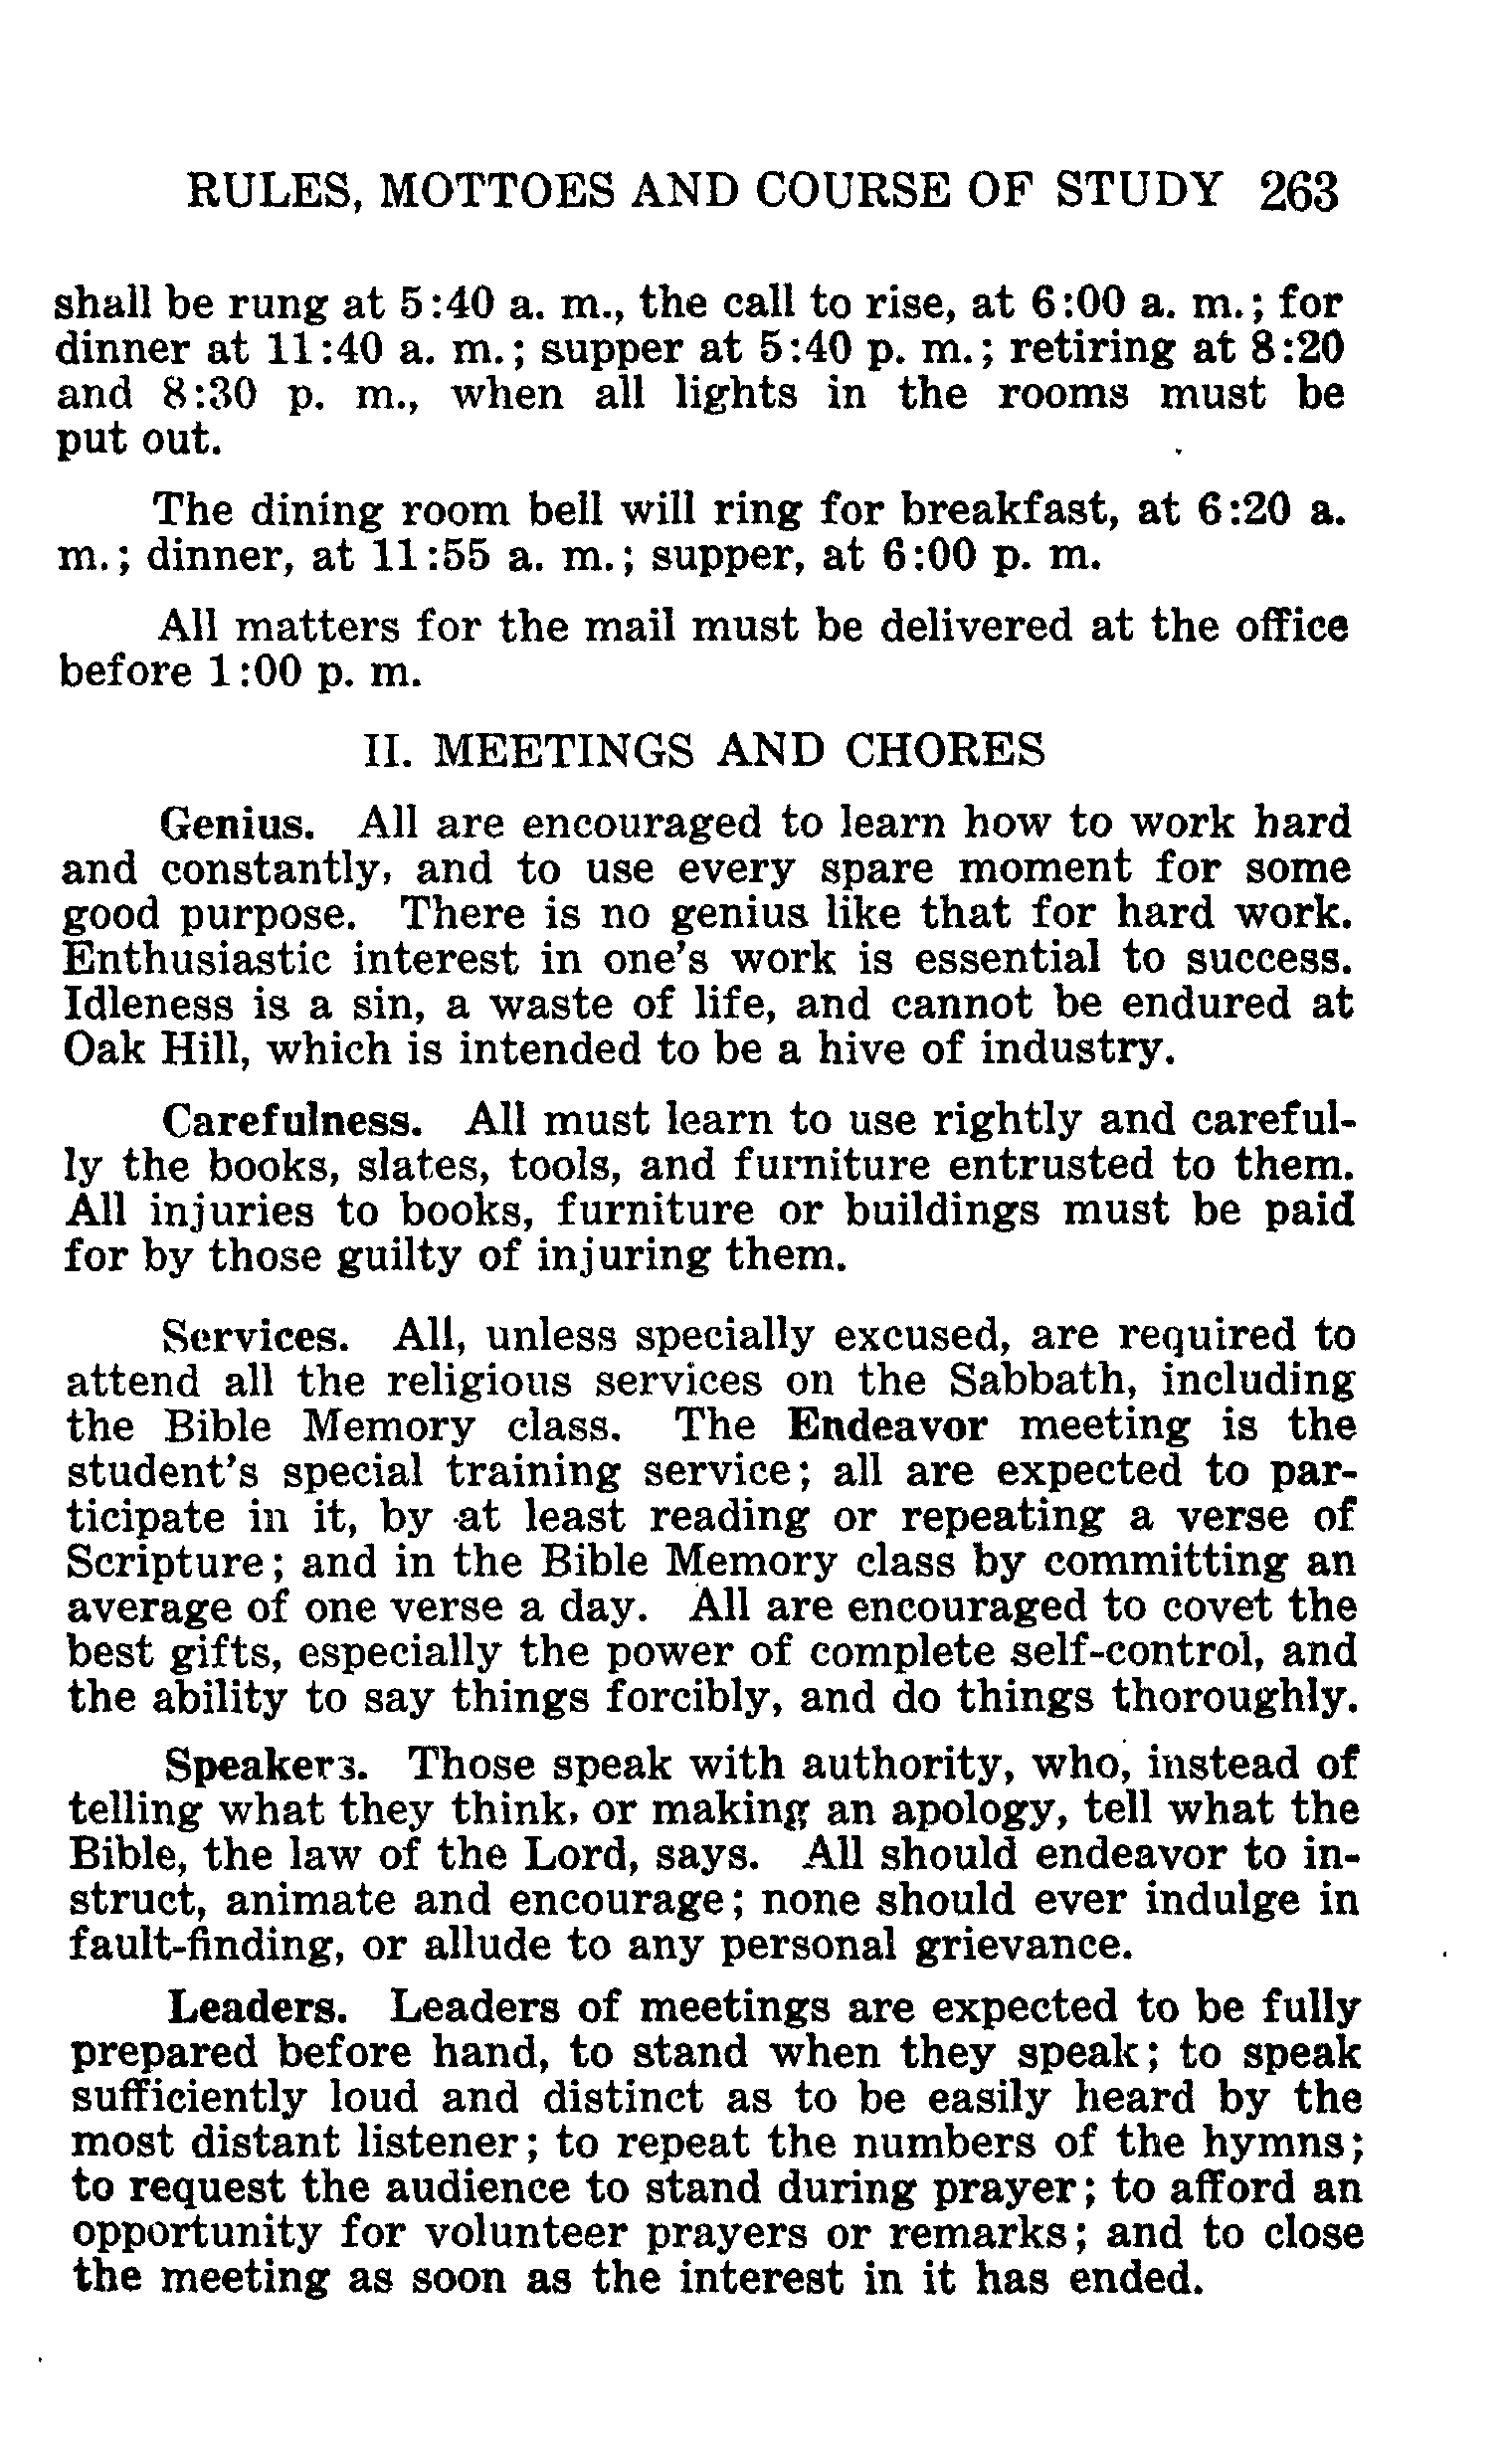 RULES, MOTTOES AND COURSE OF STUDY 263
shall be rung at 5:40 a. m., the call to rise, at 6:00 a. m.; for
dinner at 11:40 a. m.; supper at 5:40 p. m.; retiring at 8:20
and 8:30 p. m., when all lights in the rooms must be
put out.
The dining room bell will ring for breakfast, at 6:20 a.
m.; dinner, at 11:55 a. m.; supper, at 6:00 p. m.
All matters for the mail must be delivered at the office
before 1:00 p. m.
II. MEETINGS AND CHORES
Genius. All are encouraged to learn how to work hard
and constantly, and to use every spare moment for some
good purpose. There is no genius like that for hard work.
Enthusiastic interest in one's work is essential to success.
Idleness is a sin, a waste of life, and cannot be endured at
Oak Hill, which is intended to be a hive of industry.
Carefulness. All must learn to use rightly and careful-
ly the books, slates, tools, and furniture entrusted to them.
All injuries to books, furniture or buildings must be paid
for by those guilty of injuring them.
Services. All, unless specially excused, are required to
attend all the religious services on the Sabbath, including
the Bible Memory class. The Endeavor meeting is the
student's special training service; all are expected to par-
ticipate in it, by at least reading or repeating a verse of
Scripture; and in the Bible Memory class by committing an
average of one verse a day. All are encouraged to covet the
best gifts, especially the power of complete self-control, and
the ability to say things forcibly, and do things thoroughly.
Speakers. Those speak with authority, who, instead of
telling what they think, or making an apology, tell what the
Bible, the law of the Lord, says. All should endeavor to in-
struct, animate and encourage; none should ever indulge in
fault-finding, or allude to any personal grievance.
Leaders. Leaders of meetings are expected to be fully
prepared before hand, to stand when they speak; to speak
sufficiently loud and distinct as to be easily heard by the
most distant listener; to repeat the numbers of the hymns;
to request the audience to stand during prayer; to afford an
opportunity for volunteer prayers or remarks; and to close
the meeting as soon as the interest in it has ended.